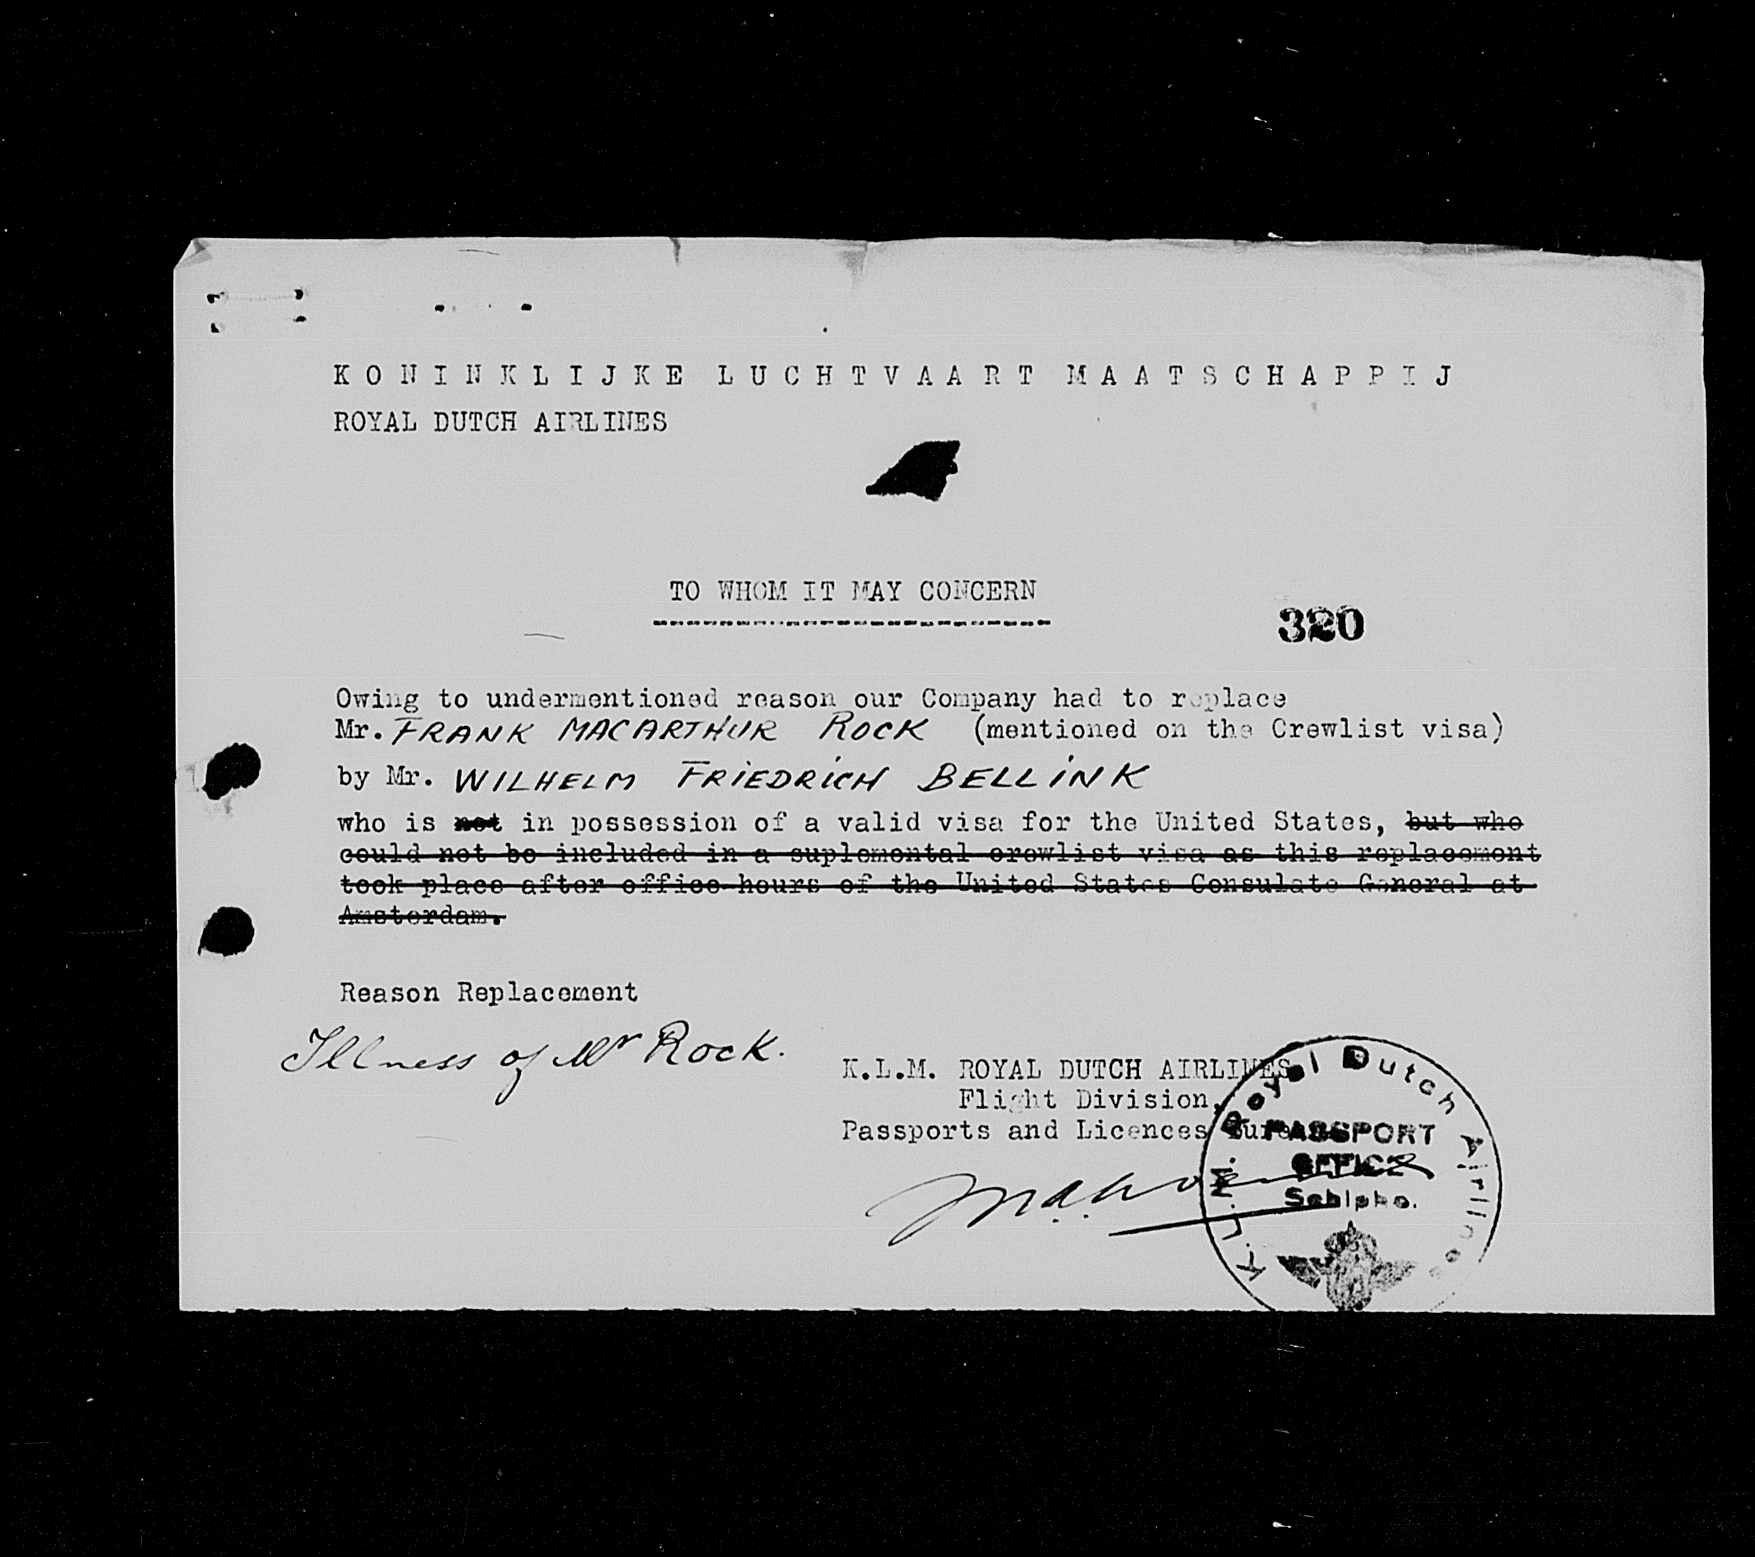 KONINKLIJKE LUCHTVAART MAATSCHAPPIJ
ROYAL DUTCH AIRLINES
TO WHOM IT MAY CONCERN
320
Owing to undermentioned reason our Company had to replace
Mr. FRANK MACARTHUR ROCK (mentioned on the Crewlist visa)
by Mr. WILHELM FRIEDRICH BELLINK
who is not in possession of a valid visa for the United States, but who
could not be included in a suplemental crewlist visa as this replacement
took place after office hours of the United States Consulate General at
Amsterdam.
Reason Replacement
Illness of Mr Rock.
K.L.M. ROYAL DUTCH AIRLINES
Flight Division,
Passports and Licences
K.L.M. Royal Dutch Airlines
PASSPORT
OFFICE